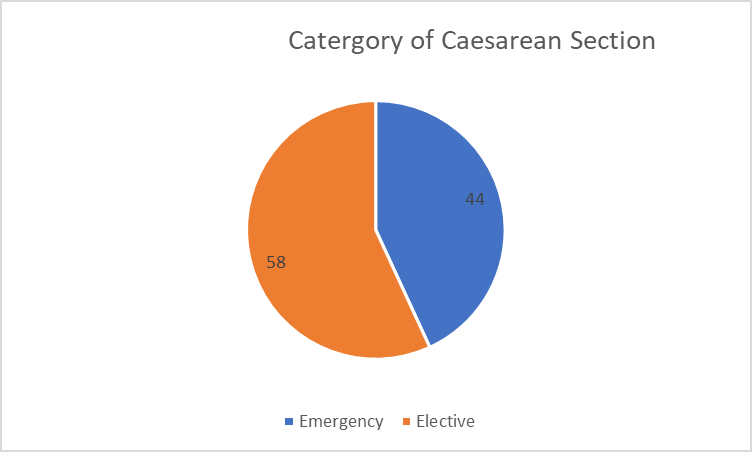 Catergory of Caesarean Section
44
58
Emergency Elective